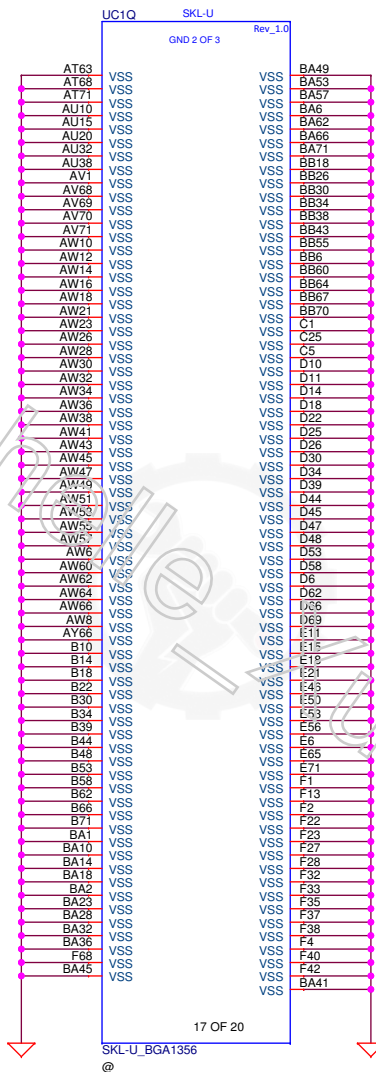 UC1Q SKL-U
Rev_1.0
GND 2 OF 3
AT63 VSS VSS BA49
AT68 VSS VSS BA53
AT71 VSS VSS BA57
AU10 VSS VSS BA6
AU15 VSS VSS BA62
AU20 VSS VSS BA66
AU32 VSS VSS BA71
AU38 VSS VSS BB18
AV1 VSS VSS BB26
AV68 VSS VSS BB30
AV69 VSS VSS BB34
AV70 VSS VSS BB38
AV71 VSS VSS BB43
AW10 VSS VSS BB55
AW12 VSS VSS BB6
AW14 VSS VSS BB60
AW16 VSS VSS BB64
AW18 VSS VSS BB67
AW21 VSS VSS BB70
AW23 VSS VSS C1
AW26 VSS VSS C25
AW28 VSS VSS C5
AW30 VSS VSS D10
AW32 VSS VSS D11
AW34 VSS VSS D14
AW36 VSS VSS D18
AW38 VSS VSS D22
AW41 VSS VSS D25
AW43 VSS VSS D26
AW45 VSS VSS D30
AW47 VSS VSS D34
AW49 VSS VSS D39
AW51 VSS VSS D44
AW53 VSS VSS D45
AW55 VSS VSS D47
AW57 VSS VSS D48
AW6 VSS VSS D53
AW60 VSS VSS D58
AW62 VSS VSS D6
AW64 VSS VSS D62
AW66 VSS VSS D66
AW8 VSS VSS D69
AY66 VSS VSS E11
B10 VSS VSS E15
B14 VSS VSS E18
B18 VSS VSS E21
B22 VSS VSS E46
B30 VSS VSS E50
B34 VSS VSS E53
B39 VSS VSS E56
B44 VSS VSS E6
B48 VSS VSS E65
B53 VSS VSS E71
B58 VSS VSS F1
B62 VSS VSS F13
B66 VSS VSS F2
B71 VSS VSS F22
BA1 VSS VSS F23
BA10 VSS VSS F27
BA14 VSS VSS F28
BA18 VSS VSS F32
BA2 VSS VSS F33
BA23 VSS VSS F35
BA28 VSS VSS F37
BA32 VSS VSS F38
BA36 VSS VSS F4
F68 VSS VSS F40
BA45 VSS VSS F42
VSS BA41
17 OF 20
SKL-U_BGA1356
@